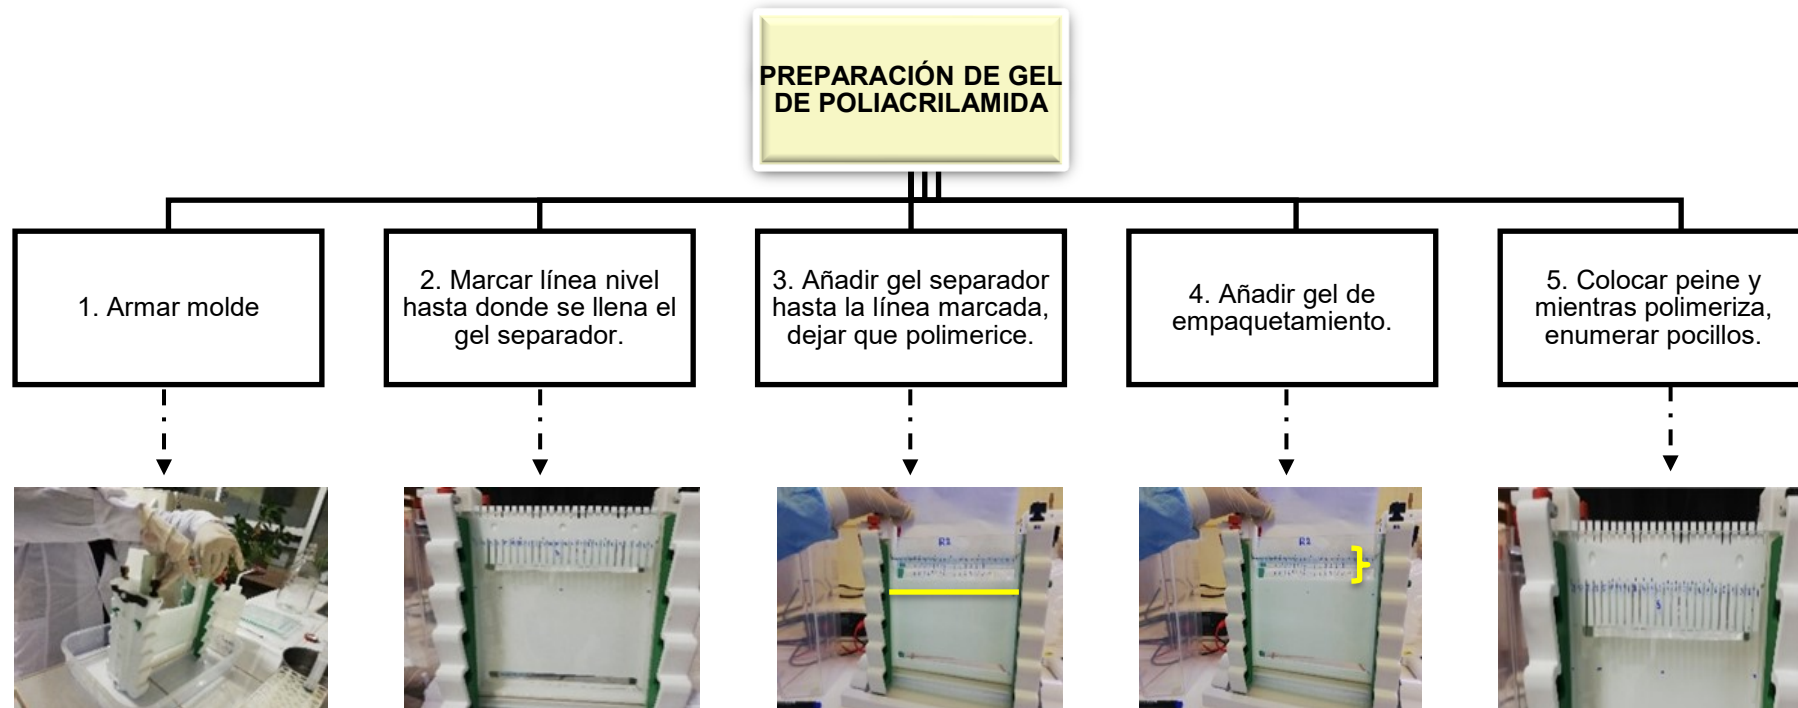 PREPARACIÓN DE GEL
DE POLIACRILAMIDA
1. Armar molde
2. Marcar línea nivel
hasta donde se llena el
gel separador.
3. Añadir gel separador
hasta la línea marcada,
dejar que polimerice.
4. Añadir gel de
empaquetamiento.
5. Colocar peine y
mientras polimeriza,
enumerar pocillos.